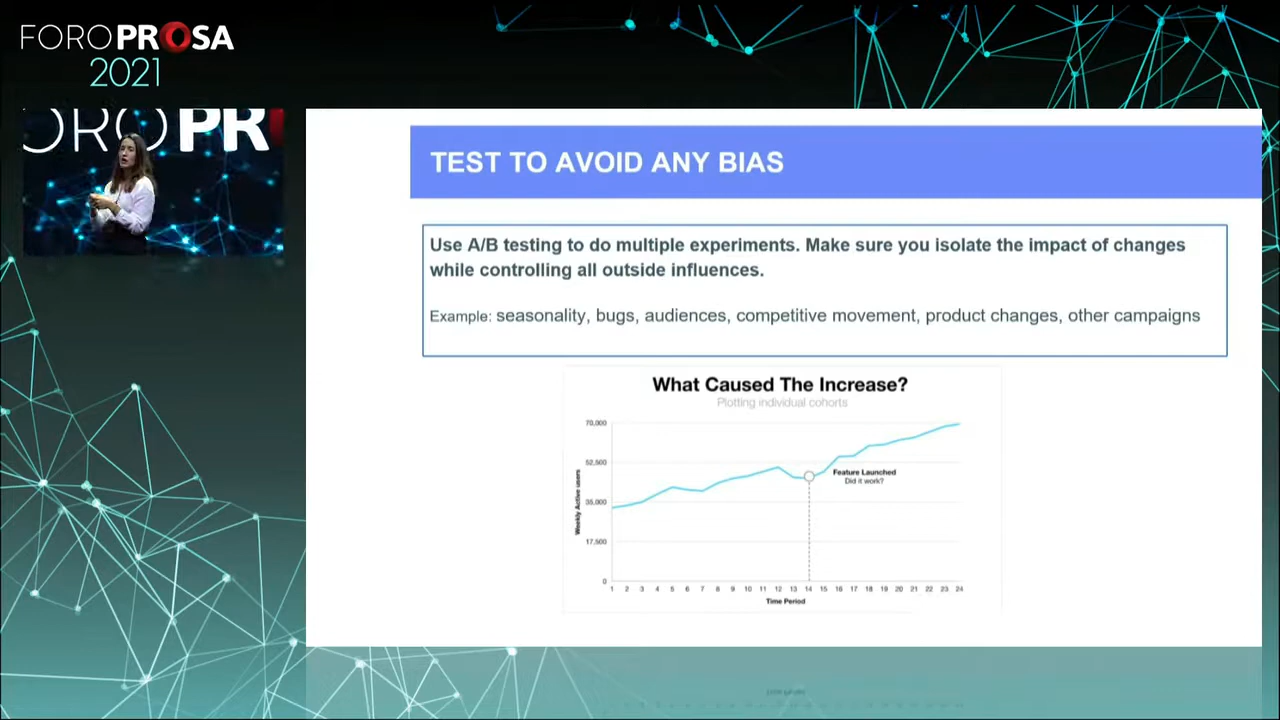 FORO PROSA
2021
ORO PR
TEST TO AVOID ANY BIAS
Use A/B testing to do multiple experiments. Make sure you isolate the impact of changes
while controlling all outside influences.
Example: seasonality, bugs, audiences, competitive movement, product changes, other campaigns
What Caused The Increase?
Plotting individual cohorts
Weekly Active users
70,000
52,500
35,000
17,500
0
Feature Launched
Did it work?
1 2 3 4 5 6 7 8 9 10 11 12 13 14 15 16 17 18 19 20 21 22 23 24
Time Period